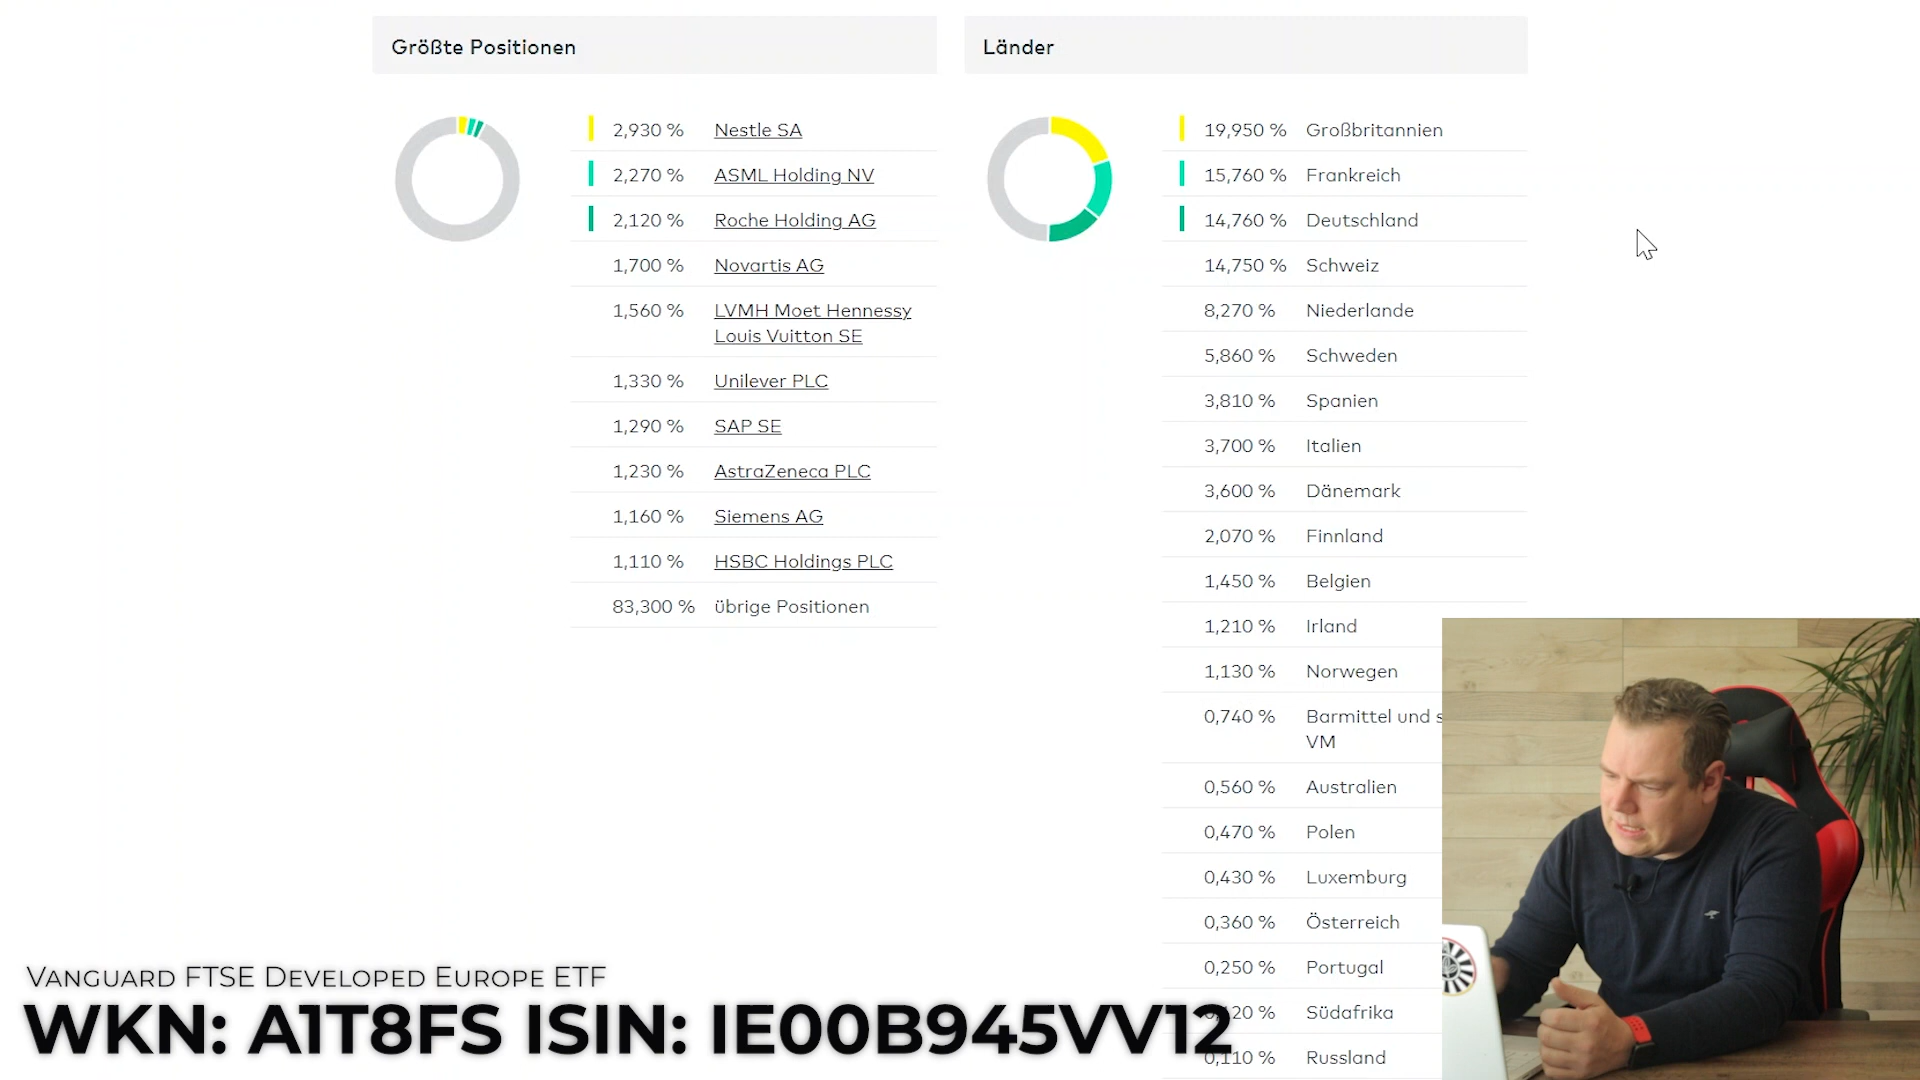 Größte Positionen
2,930 % Nestle SA
2,270 % ASML Holding NV
2,120 % Roche Holding AG
1,700 % Novartis AG
1,560 % LVMH Moet Hennessy
Louis Vuitton SE
1,330 % Unilever PLC
1,290 % SAP SE
1,230 % AstraZeneca PLC
1,160 % Siemens AG
1,110 % HSBC Holdings PLC
83,300 % übrige Positionen
Länder
19,950 % Großbritannien
15,760 % Frankreich
14,760 % Deutschland
14,750 % Schweiz
8,270 % Niederlande
5,860 % Schweden
3,810 % Spanien
3,700 % Italien
3,600 % Dänemark
2,070 % Finnland
1,450 % Belgien
1,210 % Irland
1,130 % Norwegen
0,740 % Barmittel und s
VM
0,560 % Australien
0,470 % Polen
0,430 % Luxemburg
0,360 % Österreich
0,250 % Portugal
20 % Südafrika
0,110 % Russland
Vanguard FTSE Developed Europe ETF
WKN: A1T8FS ISIN: IE00B945VV12